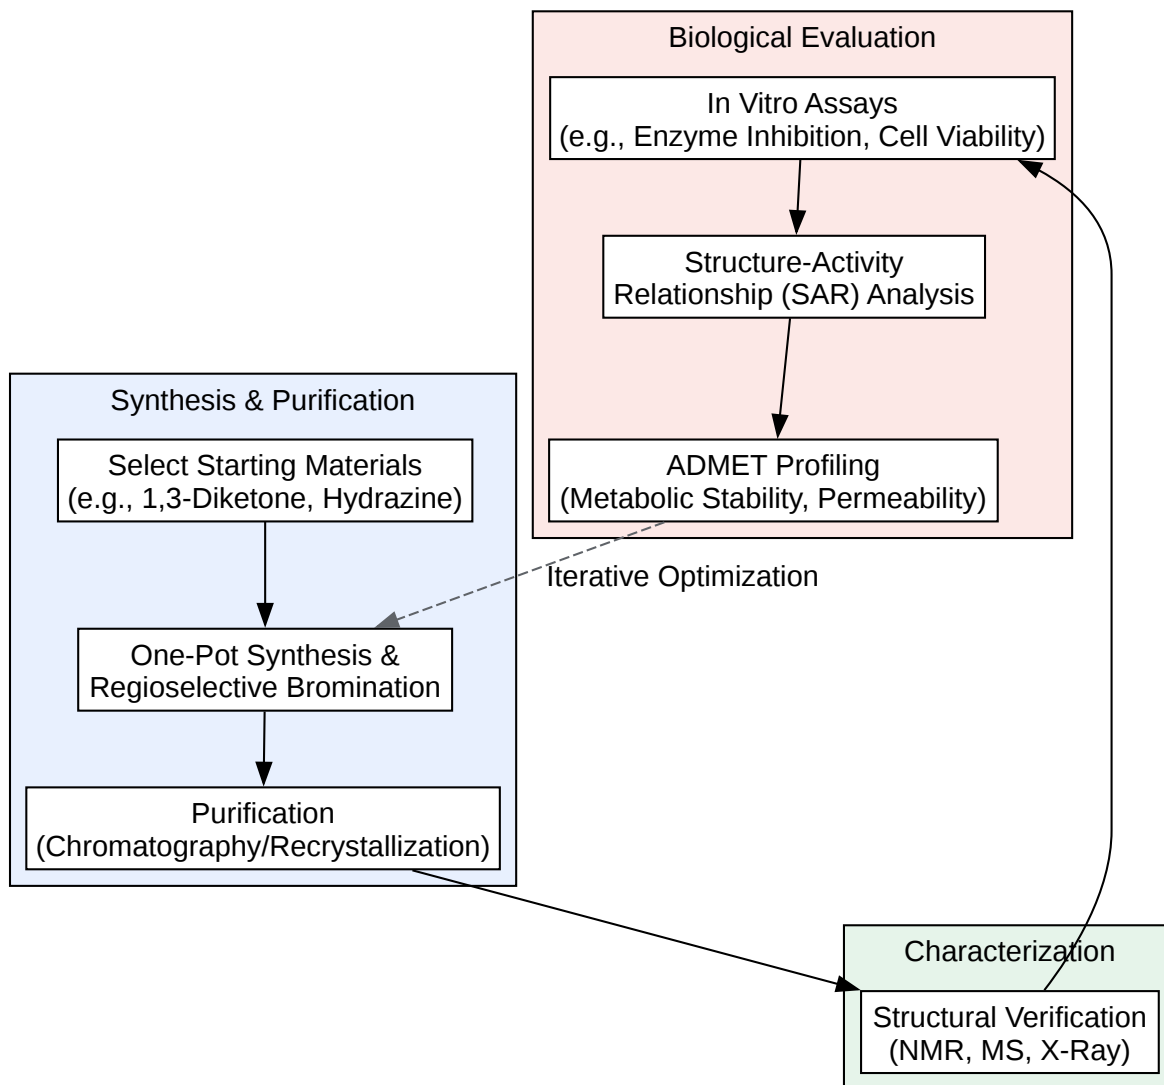 Biological Evaluation
In Vitro Assays
(e.g., Enzyme Inhibition, Cell Viability)
Structure-Activity
Relationship (SAR) Analysis
ADMET Profiling
(Metabolic Stability, Permeability)
Iterative Optimization
Synthesis & Purification
Select Starting Materials
(e.g., 1,3-Diketone, Hydrazine)
One-Pot Synthesis &
Regioselective Bromination
Purification
(Chromatography/Recrystallization)
Characterization
Structural Verification
(NMR, MS, X-Ray)